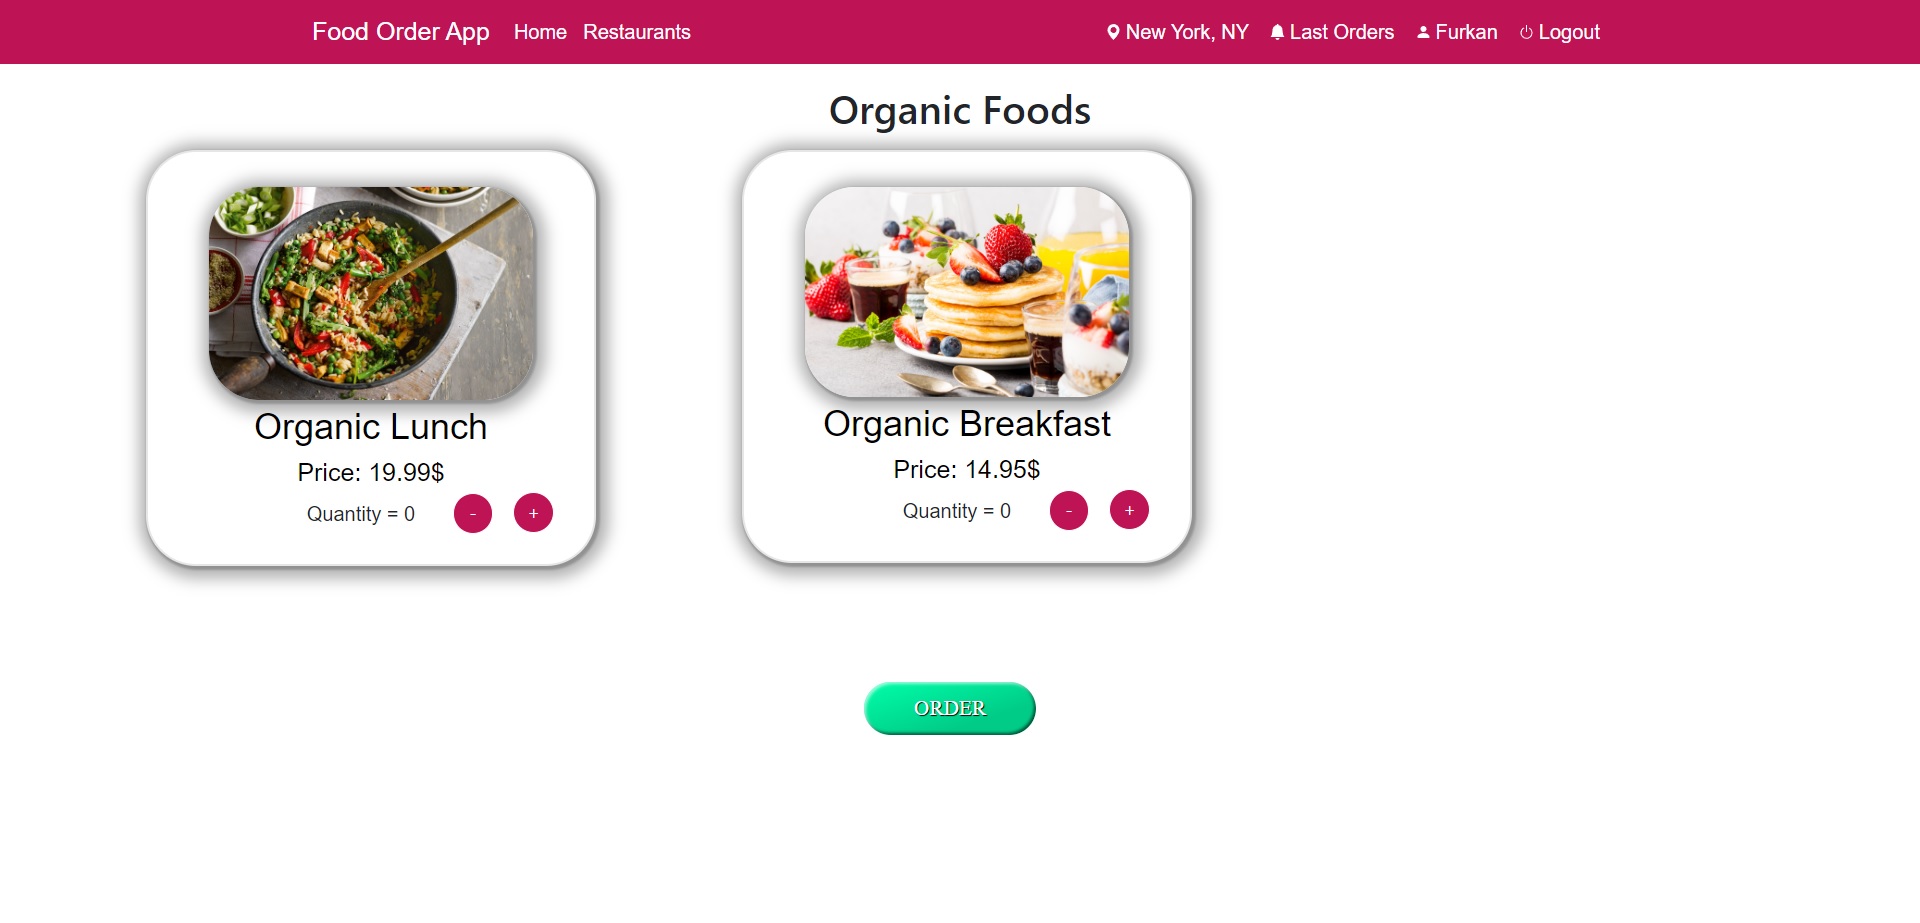 Food Order App Home Restaurants New York, NY Last Orders Furkan Logout
Organic Foods
Organic Lunch
Price: 19.99$
Quantity = 0 - +
Organic Breakfast
Price: 14.95$
Quantity = 0 - +
ORDER